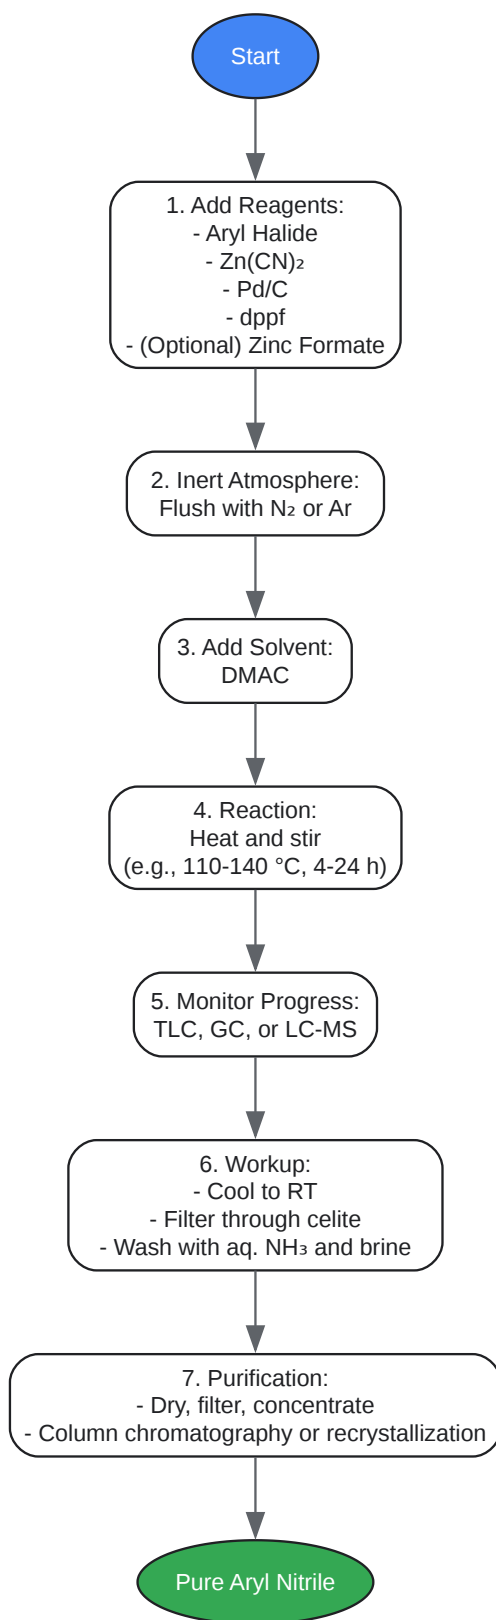 Start
1. Add Reagents:
- Aryl Halide
- Zn(CN)₂
- Pd/C
- dppf
- (Optional) Zinc Formate
2. Inert Atmosphere:
Flush with N₂ or Ar
3. Add Solvent:
DMAC
4. Reaction:
Heat and stir
(e.g., 110-140 °C, 4-24 h)
5. Monitor Progress:
TLC, GC, or LC-MS
6. Workup:
- Cool to RT
- Filter through celite
- Wash with aq. NH₃ and brine
7. Purification:
- Dry, filter, concentrate
- Column chromatography or recrystallization
Pure Aryl Nitrile